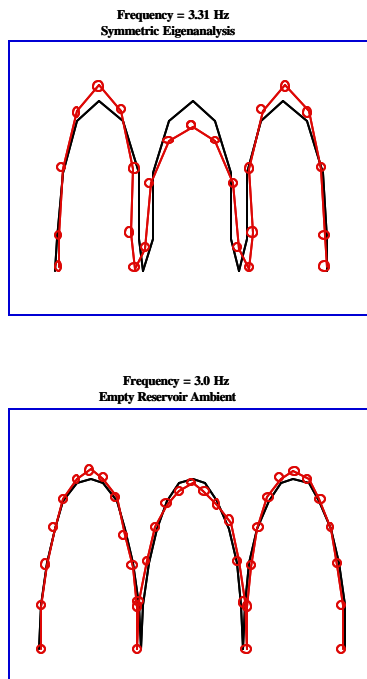 Frequency = 3.31 Hz
Symmetric Eigenanalysis
Frequency = 3.0 Hz
Empty Reservoir Ambient